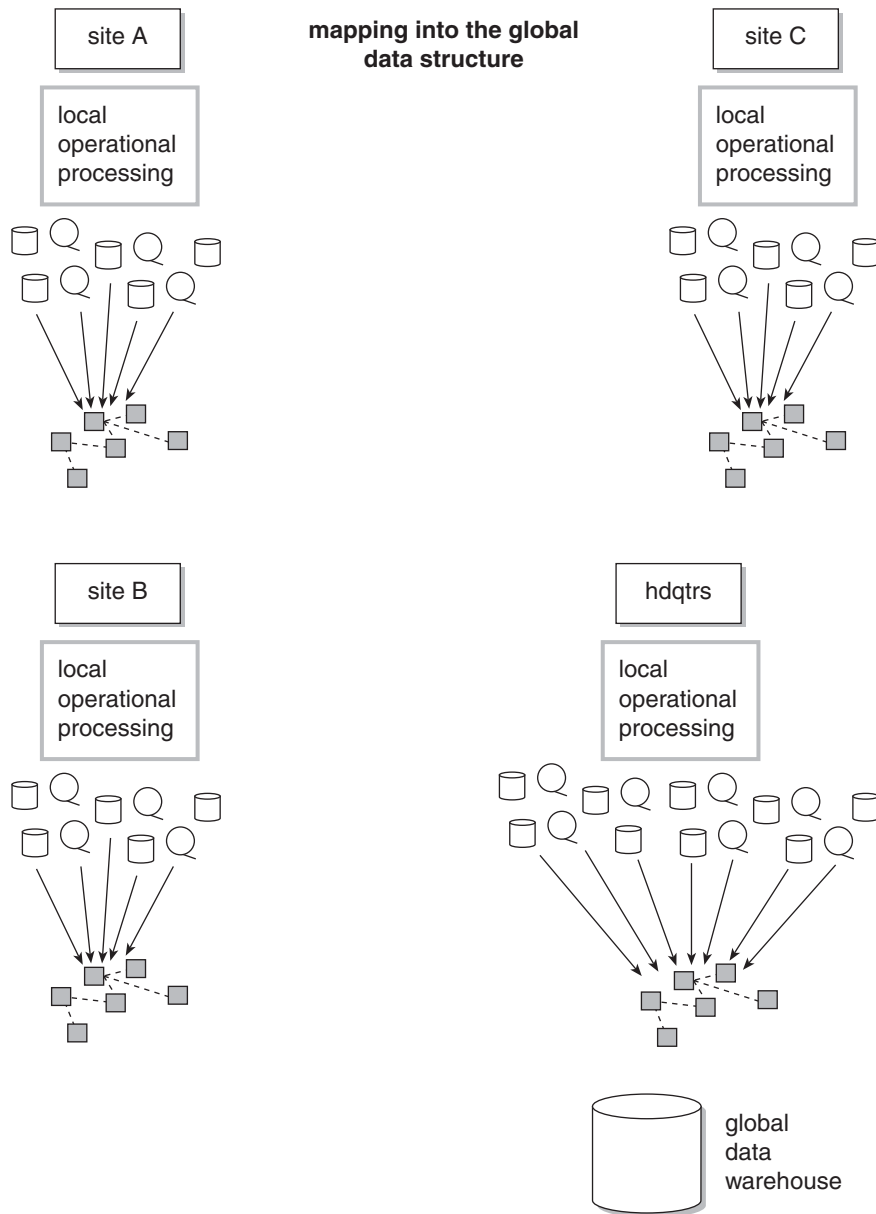 site A
mapping into the global
data structure
site C
local
operational
processing
local
operational
processing
site B
hdqtrs
local
operational
processing
local
operational
processing
global
data
warehouse